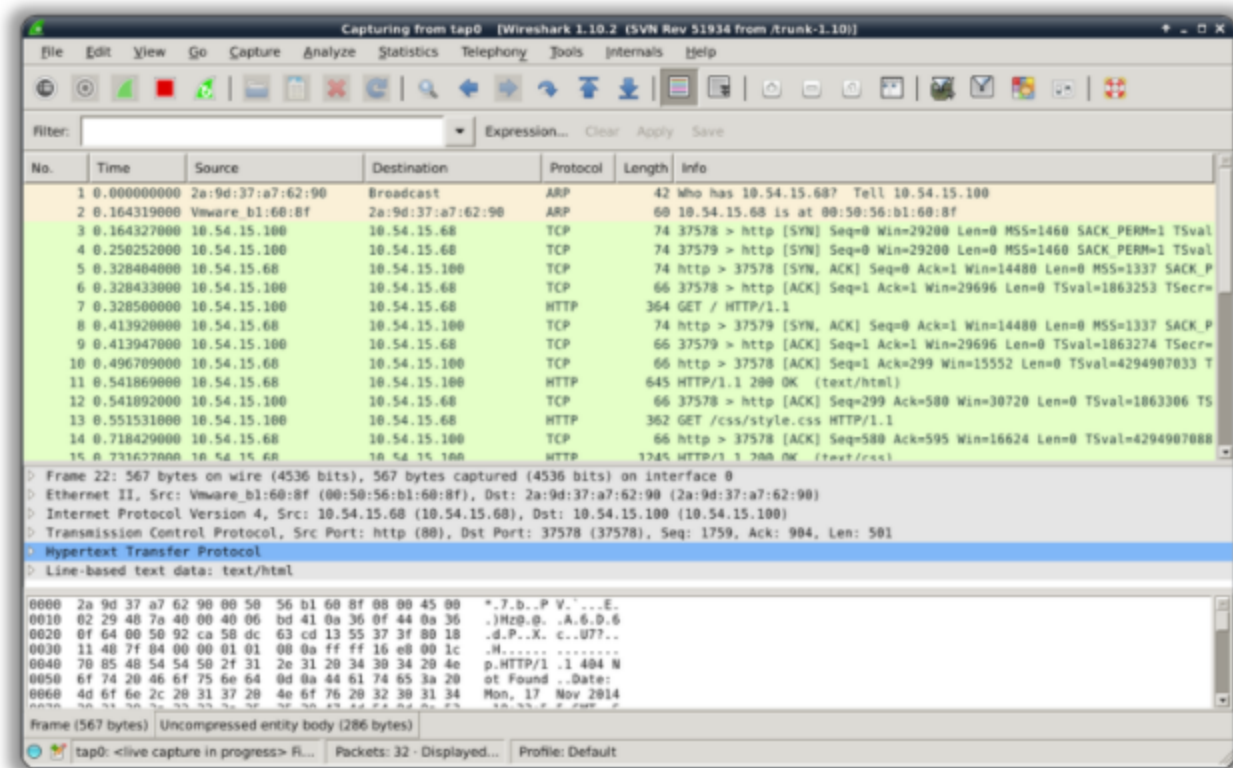 Capturing from tap0 [Wireshark 1.10.2 (SVN Rev 51934 from /trunk-1.10)]
File Edit View Go Capture Analyze Statistics Telephony Tools Internals Help
Filter: Expression... Clear Apply Save
No. Time Source Destination Protocol Length Info
1 0.000000000 2a:9d:37:a7:62:90 Broadcast ARP 42 Who has 10.54.15.68? Tell 10.54.15.100
2 0.164319000 Vmware_b1:60:8f 2a:9d:37:a7:62:90 ARP 60 10.54.15.68 is at 00:50:56:b1:60:8f
3 0.164327000 10.54.15.100 10.54.15.68 TCP 74 37578 > http [SYN] Seq=0 Win=29200 Len=0 MSS=1460 SACK_PERM=1 TSval
4 0.250252000 10.54.15.100 10.54.15.68 TCP 74 37579 > http [SYN] Seq=0 Win=29200 Len=0 MSS=1460 SACK_PERM=1 TSval
5 0.328404000 10.54.15.68 10.54.15.100 TCP 74 http > 37578 [SYN, ACK] Seq=0 Ack=1 Win=14480 Len=0 MSS=1337 SACK_P
6 0.328433000 10.54.15.100 10.54.15.68 TCP 66 37578 > http [ACK] Seq=1 Ack=1 Win=29696 Len=0 TSval=1863253 TSecr=
7 0.328500000 10.54.15.100 10.54.15.68 HTTP 364 GET / HTTP/1.1
8 0.413920000 10.54.15.68 10.54.15.100 TCP 74 http > 37579 [SYN, ACK] Seq=0 Ack=1 Win=14480 Len=0 MSS=1337 SACK_P
9 0.413947000 10.54.15.100 10.54.15.68 TCP 66 37579 > http [ACK] Seq=1 Ack=1 Win=29696 Len=0 TSval=1863274 TSecr=
10 0.496709000 10.54.15.68 10.54.15.100 TCP 66 http > 37578 [ACK] Seq=1 Ack=299 Win=15552 Len=0 TSval=4294907033 T
11 0.541869000 10.54.15.68 10.54.15.100 HTTP 645 HTTP/1.1 200 OK (text/html)
12 0.541892000 10.54.15.100 10.54.15.68 TCP 66 37578 > http [ACK] Seq=299 Ack=580 Win=30720 Len=0 TSval=1863306 TS
13 0.551531000 10.54.15.100 10.54.15.68 HTTP 362 GET /css/style.css HTTP/1.1
14 0.718429000 10.54.15.68 10.54.15.100 TCP 66 http > 37578 [ACK] Seq=580 Ack=595 Win=16624 Len=0 TSval=4294907088
15 0.731627000 10.54.15.68 10.54.15.100 HTTP 1245 HTTP/1.1 200 OK (text/css)
Frame 22: 567 bytes on wire (4536 bits), 567 bytes captured (4536 bits) on interface 0
Ethernet II, Src: Vmware_b1:60:8f (00:50:56:b1:60:8f), Dst: 2a:9d:37:a7:62:90 (2a:9d:37:a7:62:90)
Internet Protocol Version 4, Src: 10.54.15.68 (10.54.15.68), Dst: 10.54.15.100 (10.54.15.100)
Transmission Control Protocol, Src Port: http (80), Dst Port: 37578 (37578), Seq: 1759, Ack: 904, Len: 501
Hypertext Transfer Protocol
Line-based text data: text/html
0000 2a 9d 37 a7 62 90 00 50 56 b1 60 8f 08 00 45 00 *.7.b..P V.`...E.
0010 02 29 48 7a 40 00 40 06 bd 41 0a 36 0f 44 0a 36 .)Hz@.@. .A.6.D.6
0020 0f 64 00 50 92 ca 58 dc 63 cd 13 55 37 3f 80 18 .d.P..X. c..U7?..
0030 11 48 7f 84 00 00 01 01 08 0a ff ff 16 e8 00 1c .H...... ........
0040 70 85 48 54 54 50 2f 31 2e 31 20 34 30 34 20 4e p.HTTP/1 .1 404 N
0050 6f 74 20 46 6f 75 6e 64 0d 0a 44 61 74 65 3a 20 ot Found ..Date:
0060 4d 6f 6e 2c 20 31 37 20 4e 6f 76 20 32 30 31 34 Mon, 17 Nov 2014
Frame (567 bytes) Uncompressed entity body (286 bytes)
tap0: <live capture in progress> Fi... Packets: 32 · Displayed... Profile: Default